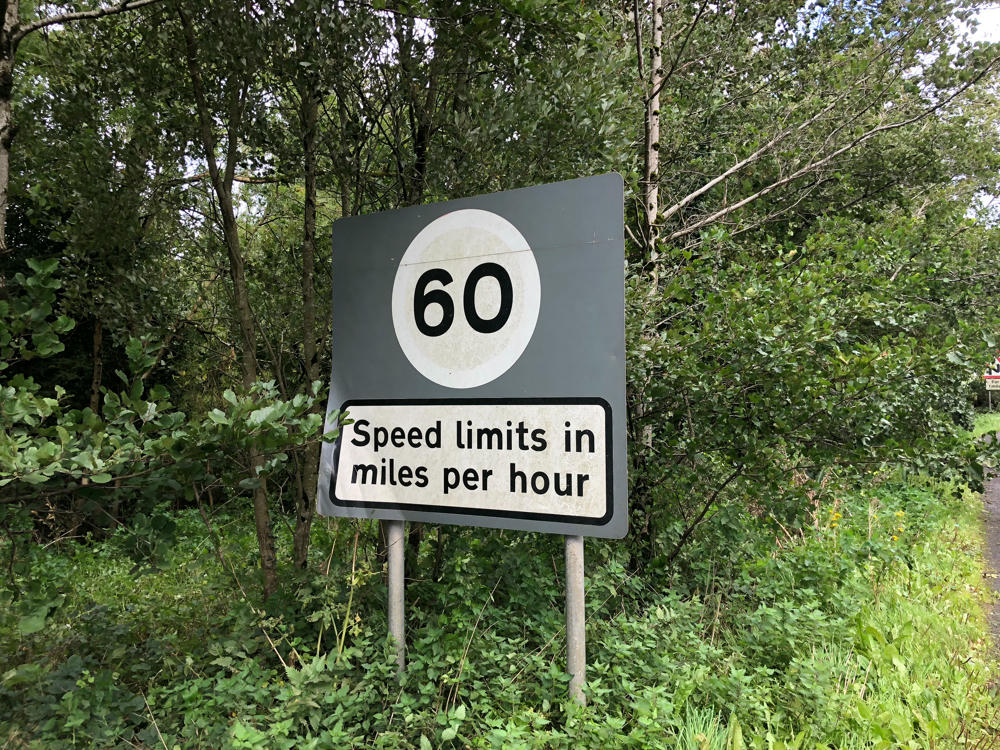 60
Speed limits in
miles per hour